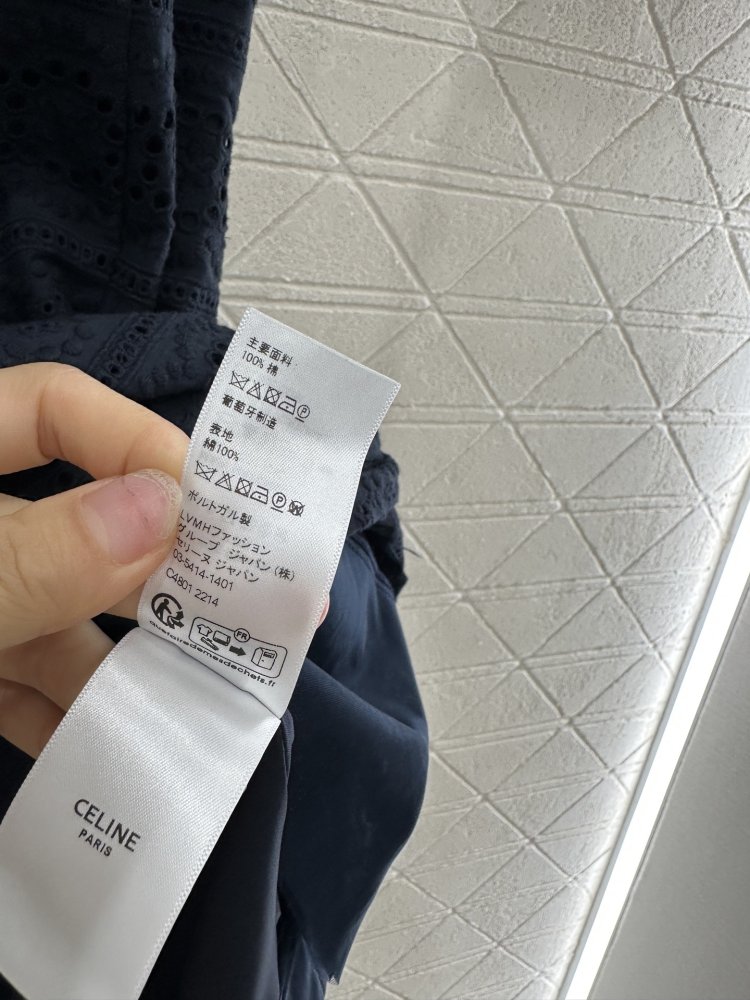 主要面料:
100% 棉
葡萄牙制造
表地
綿100%
ポルトガル製
LVMHファッション
グループ ジャパン (株)
セリーヌ ジャパン
03-5414-1401
C4801 2214
FR
quefairedemesdechets.fr
CELINE
PARIS